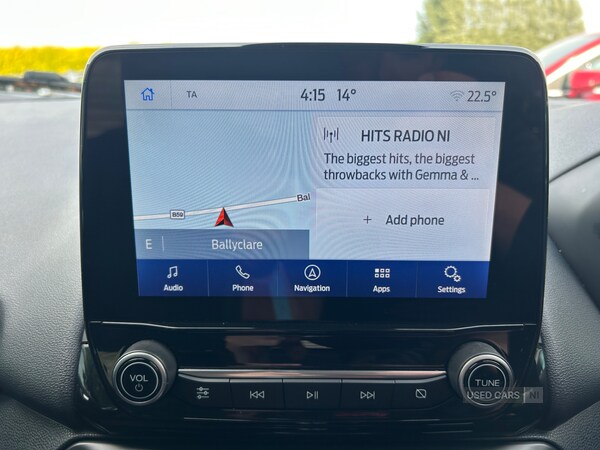 TA
4:15 14°
22.5°
HITS RADIO NI
The biggest hits, the biggest
throwbacks with Gemma & ...
Bal
B59
+ Add phone
E
Ballyclare
Audio
Phone
Navigation
Apps
Settings
VOL
TUNE
USED CARS NI